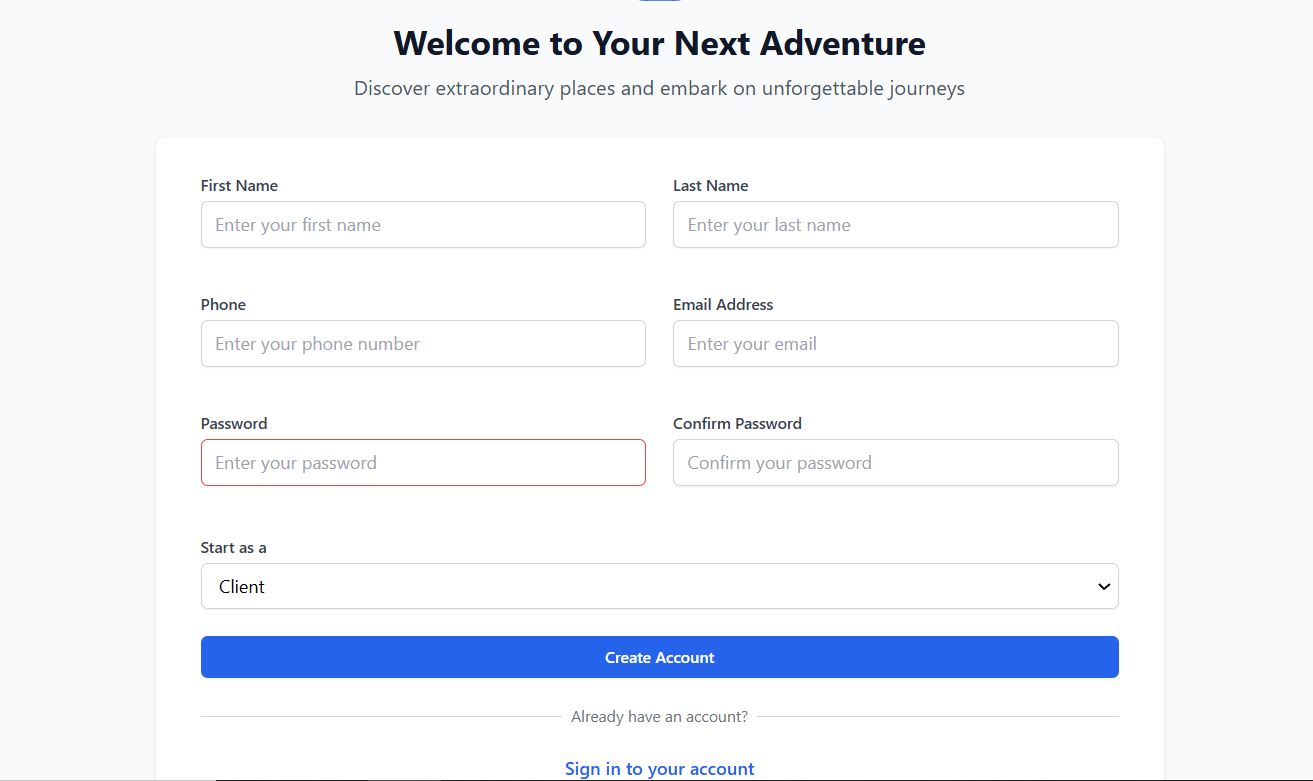 Welcome to Your Next Adventure
Discover extraordinary places and embark on unforgettable journeys
First Name
Last Name
Enter your first name
Enter your last name
Phone
Email Address
Enter your phone number
Enter your email
Password
Confirm Password
Enter your password
Confirm your password
Start as a
Client
Create Account
Already have an account?
Sign in to your account